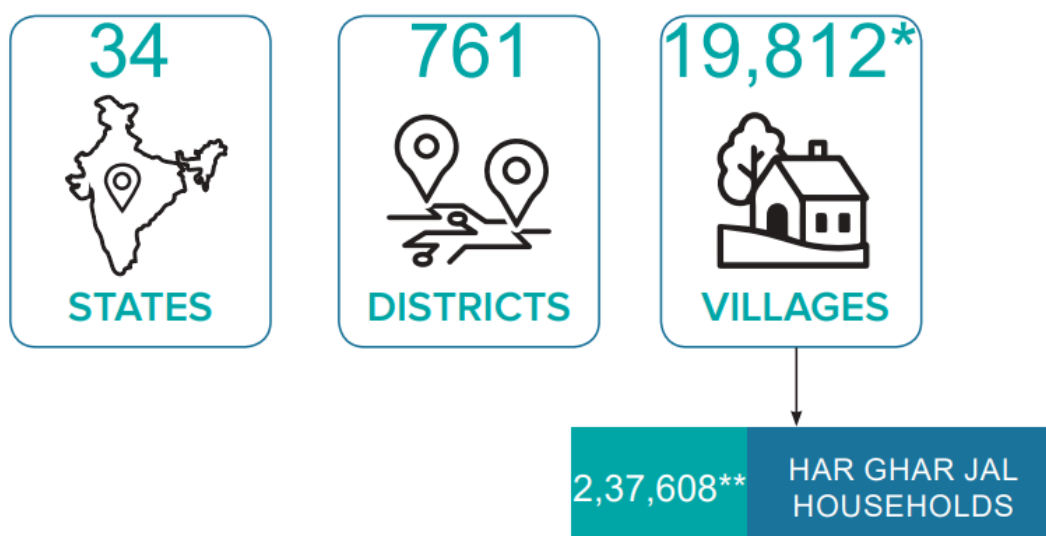 34
STATES
761
DISTRICTS
19,812*
VILLAGES
2,37,608**
HAR GHAR JAL
HOUSEHOLDS